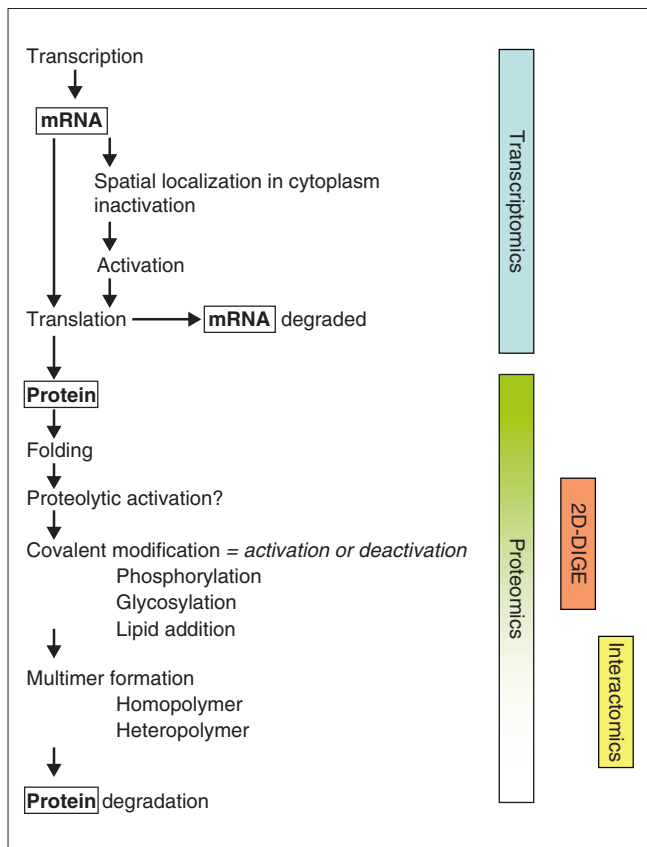 Transcription
mRNA
Spatial localization in cytoplasm
inactivation
Activation
Translation
mRNA degraded
Protein
Folding
Proteolytic activation?
Covalent modification = activation or deactivation
Phosphorylation
Glycosylation
Lipid addition
Multimer formation
Homopolymer
Heteropolymer
Protein degradation
Transcriptomics
Proteomics
2D-DIGE
Interactomics